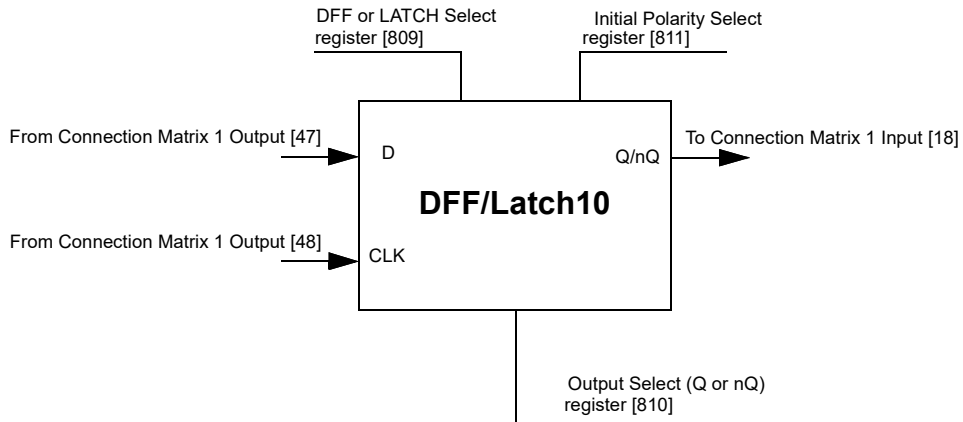 DFF or LATCH Select
register [809]
Initial Polarity Select
register [811]
From Connection Matrix 1 Output [47]
D
Q/nQ
To Connection Matrix 1 Input [18]
DFF/Latch10
From Connection Matrix 1 Output [48]
CLK
Output Select (Q or nQ)
register [810]